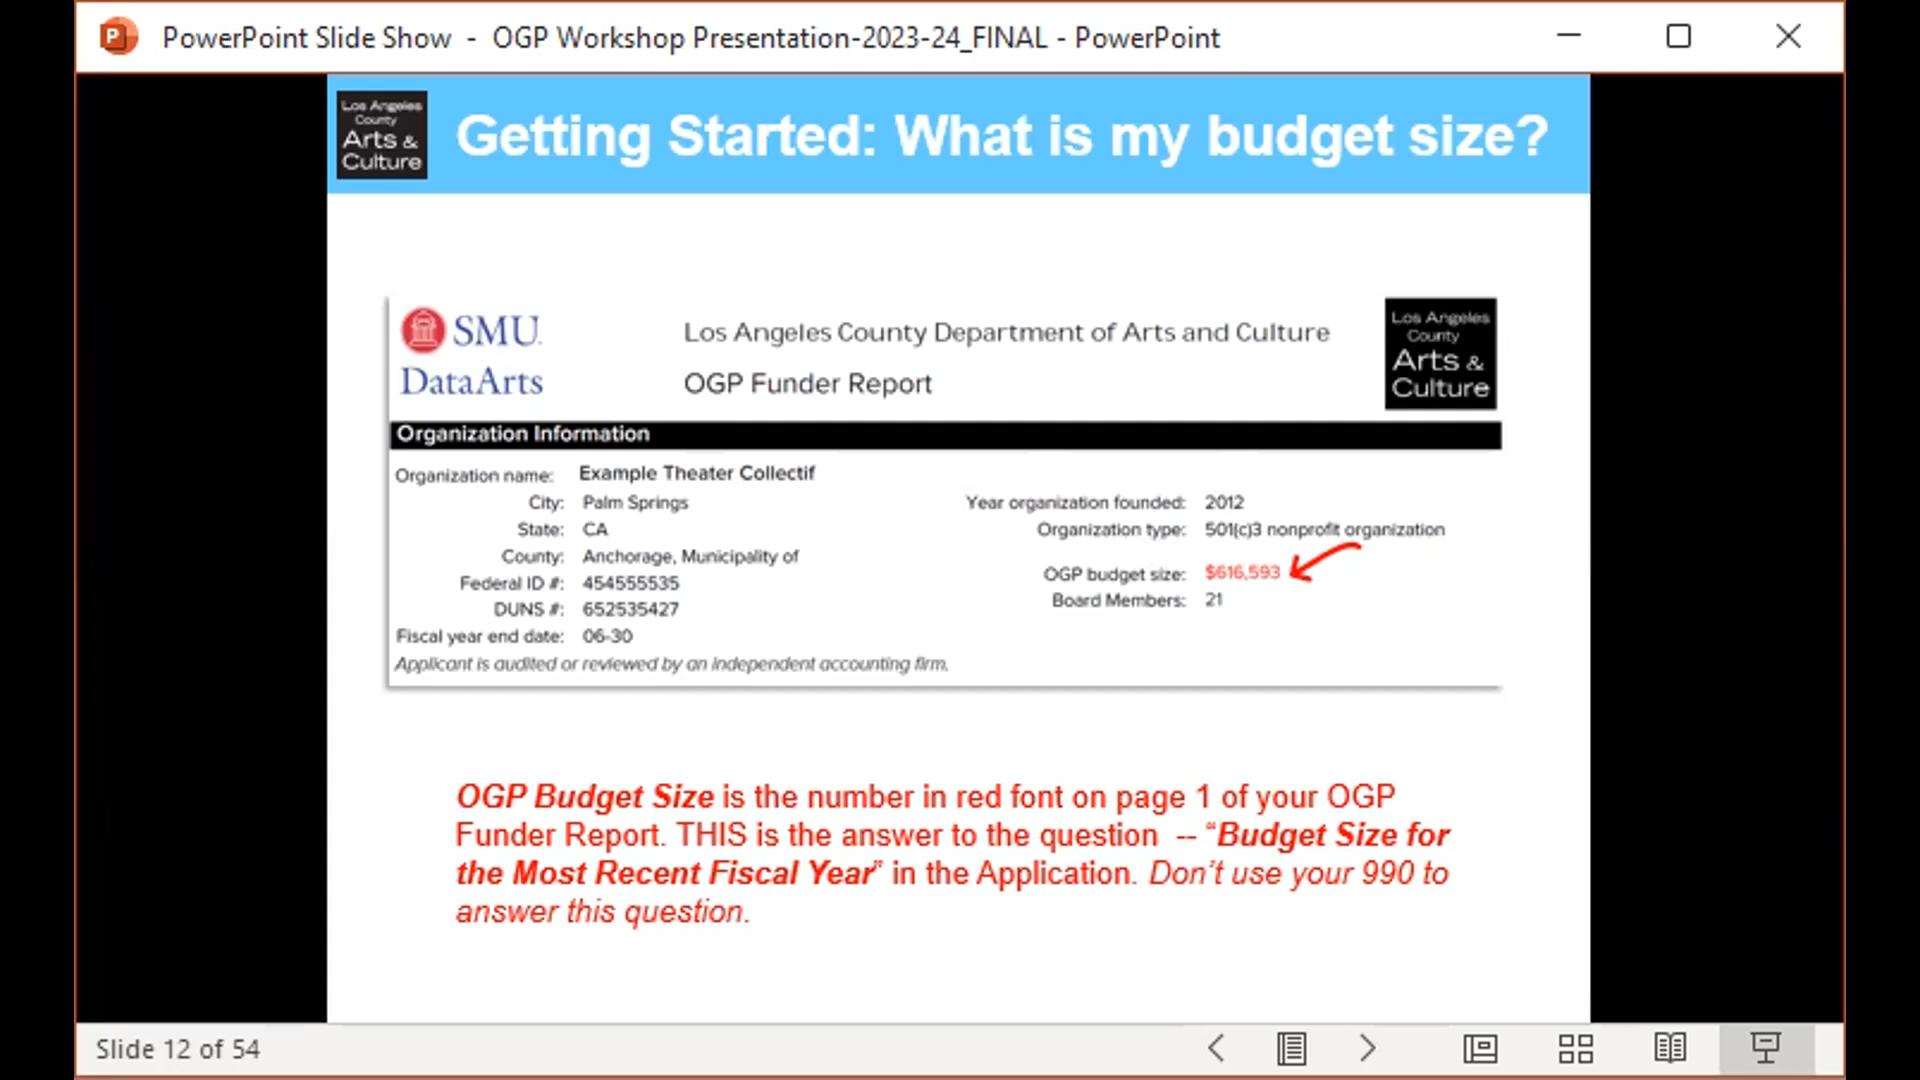 PowerPoint Slide Show - OGP Workshop Presentation-2023-24_FINAL - PowerPoint
Los Angeles
County
Arts &
Culture
Getting Started: What is my budget size?
SMU.
DataArts
Los Angeles County Department of Arts and Culture
OGP Funder Report
Los Angeles
County
Arts &
Culture
Organization Information
Organization name: Example Theater Collectif
City: Palm Springs
State: CA
County: Anchorage, Municipality of
Federal ID #: 454555535
DUNS #: 652535427
Fiscal year end date: 06-30
Applicant is audited or reviewed by an independent accounting firm.
Year organization founded: 2012
Organization type: 501(c)3 nonprofit organization
OGP budget size: $616,593
Board Members: 21
OGP Budget Size is the number in red font on page 1 of your OGP
Funder Report. THIS is the answer to the question -- “Budget Size for
the Most Recent Fiscal Year” in the Application. Don’t use your 990 to
answer this question.
Slide 12 of 54